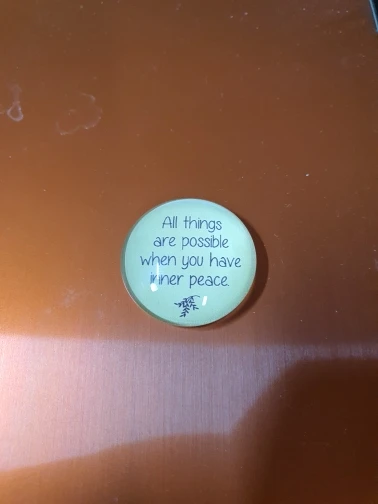 All things
are possible
when you have
inner peace.